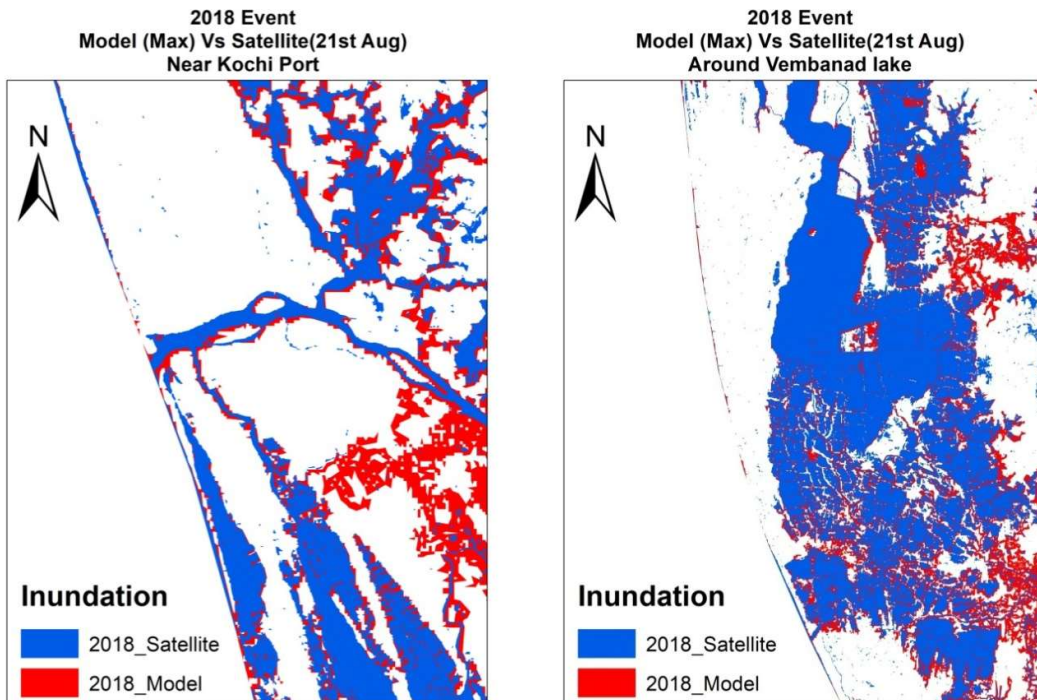 2018 Event
Model (Max) Vs Satellite(21st Aug)
Near Kochi Port
N
Inundation
2018_Satellite
2018_Model
2018 Event
Model (Max) Vs Satellite(21st Aug)
Around Vembanad lake
N
Inundation
2018_Satellite
2018_Model